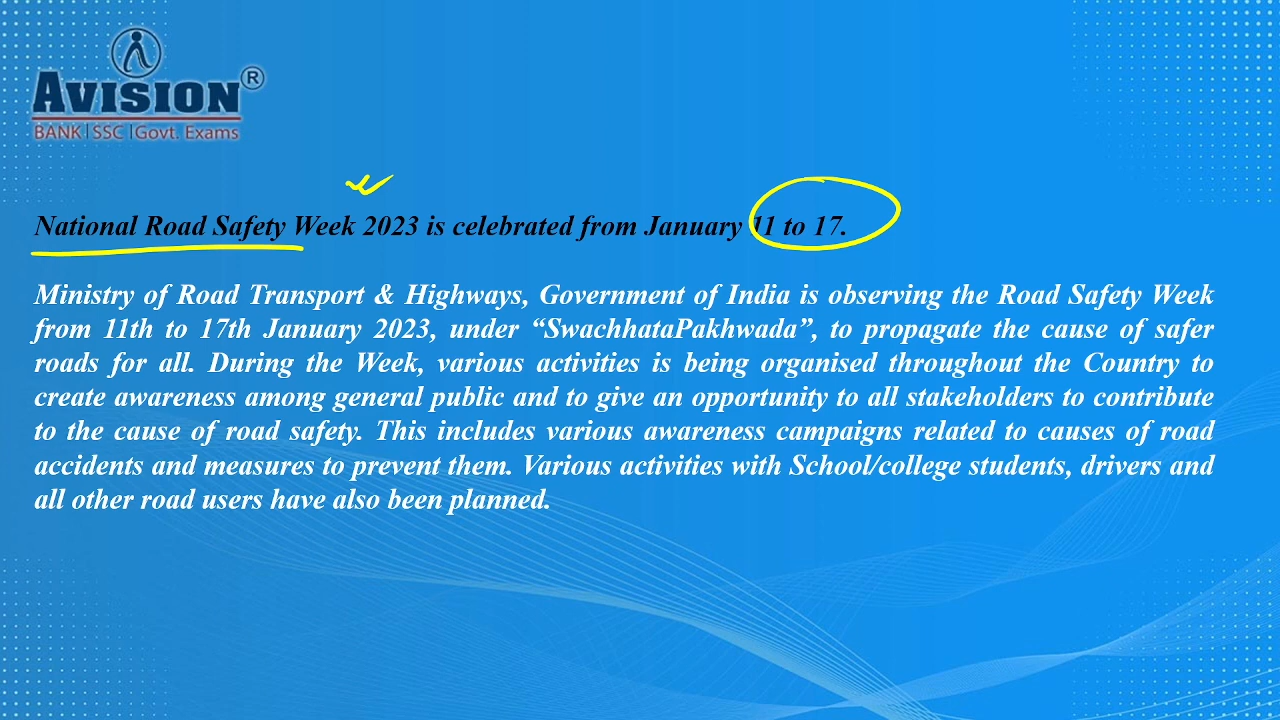 AVISION®
BANK|SSC|Govt. Exams
National Road Safety Week 2023 is celebrated from January 11 to 17.
Ministry of Road Transport & Highways, Government of India is observing the Road Safety Week
from 11th to 17th January 2023, under “SwachhataPakhwada”, to propagate the cause of safer
roads for all. During the Week, various activities is being organised throughout the Country to
create awareness among general public and to give an opportunity to all stakeholders to contribute
to the cause of road safety. This includes various awareness campaigns related to causes of road
accidents and measures to prevent them. Various activities with School/college students, drivers and
all other road users have also been planned.